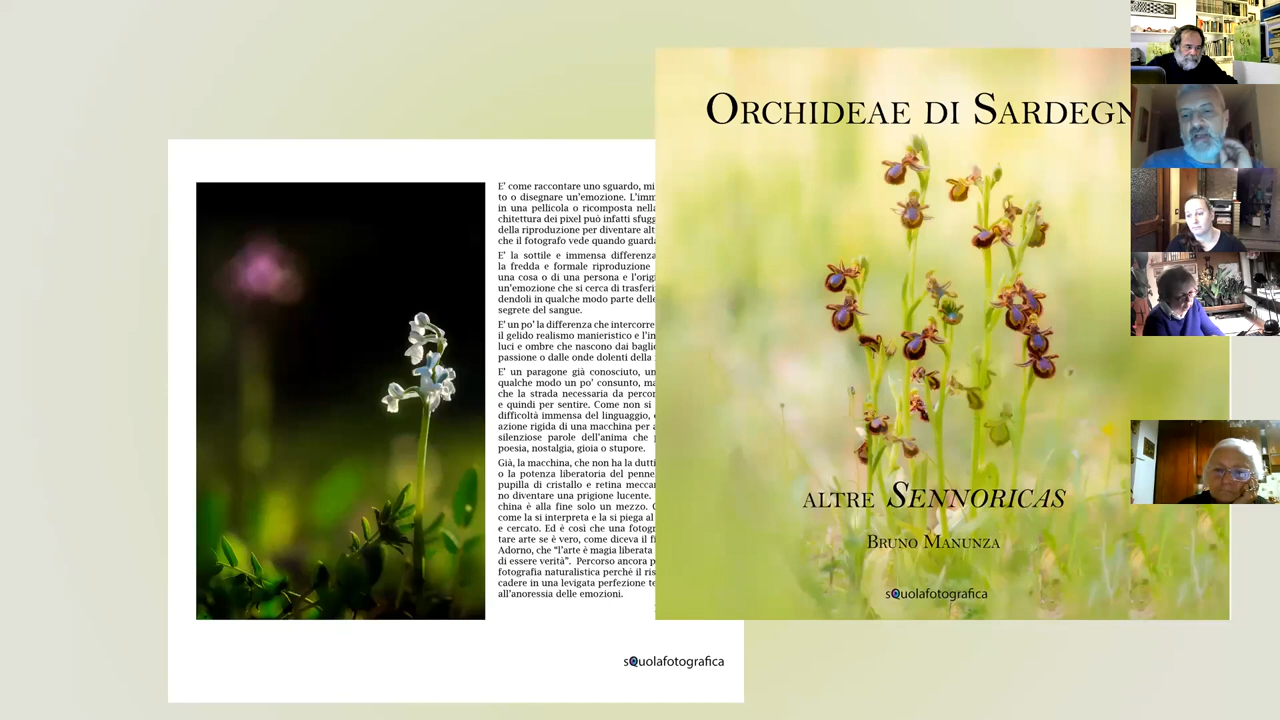 E' come raccontare uno sguardo, mi
to o disegnare un'emozione. L'imm
in una pellicola o ricomposta nella
chitettura dei pixel può infatti sfugg
della riproduzione per diventare alt
che il fotografo vede quando guarda
E' la sottile e immensa differenza
la fredda e formale riproduzione
una cosa o di una persona e l'orig
un'emozione che si cerca di trasferir
dendoli in qualche modo parte delle
segrete del sangue.
E' un po' la differenza che intercorre
il gelido realismo manieristico e l'in
luci e ombre che nascono dai baglio
passione o dalle onde dolenti della
E' un paragone già conosciuto, un
qualche modo un po' consunto, ma
che la strada necessaria da percor
e quindi per sentire. Come non si
difficoltà immensa del linguaggio,
azione rigida di una macchina per a
silenziose parole dell'anima che p
poesia, nostalgia, gioia o stupore.
Già, la macchina, che non ha la dutti
o la potenza liberatoria del penne
pupilla di cristallo e retina meccan
no diventare una prigione lucente.
china è alla fine solo un mezzo. C
come la si interpreta e la si piega al
e cercato. Ed è così che una fotogr
tare arte se è vero, come diceva il fi
Adorno, che "l'arte è magia liberata
di essere verità". Percorso ancora p
fotografia naturalistica perché il ris
cadere in una levigata perfezione te
all'anoressia delle emozioni.
sQuolafotografica
Orchideae di Sardegn
altre Sennoricas
Bruno Manunza
sQuolafotografica